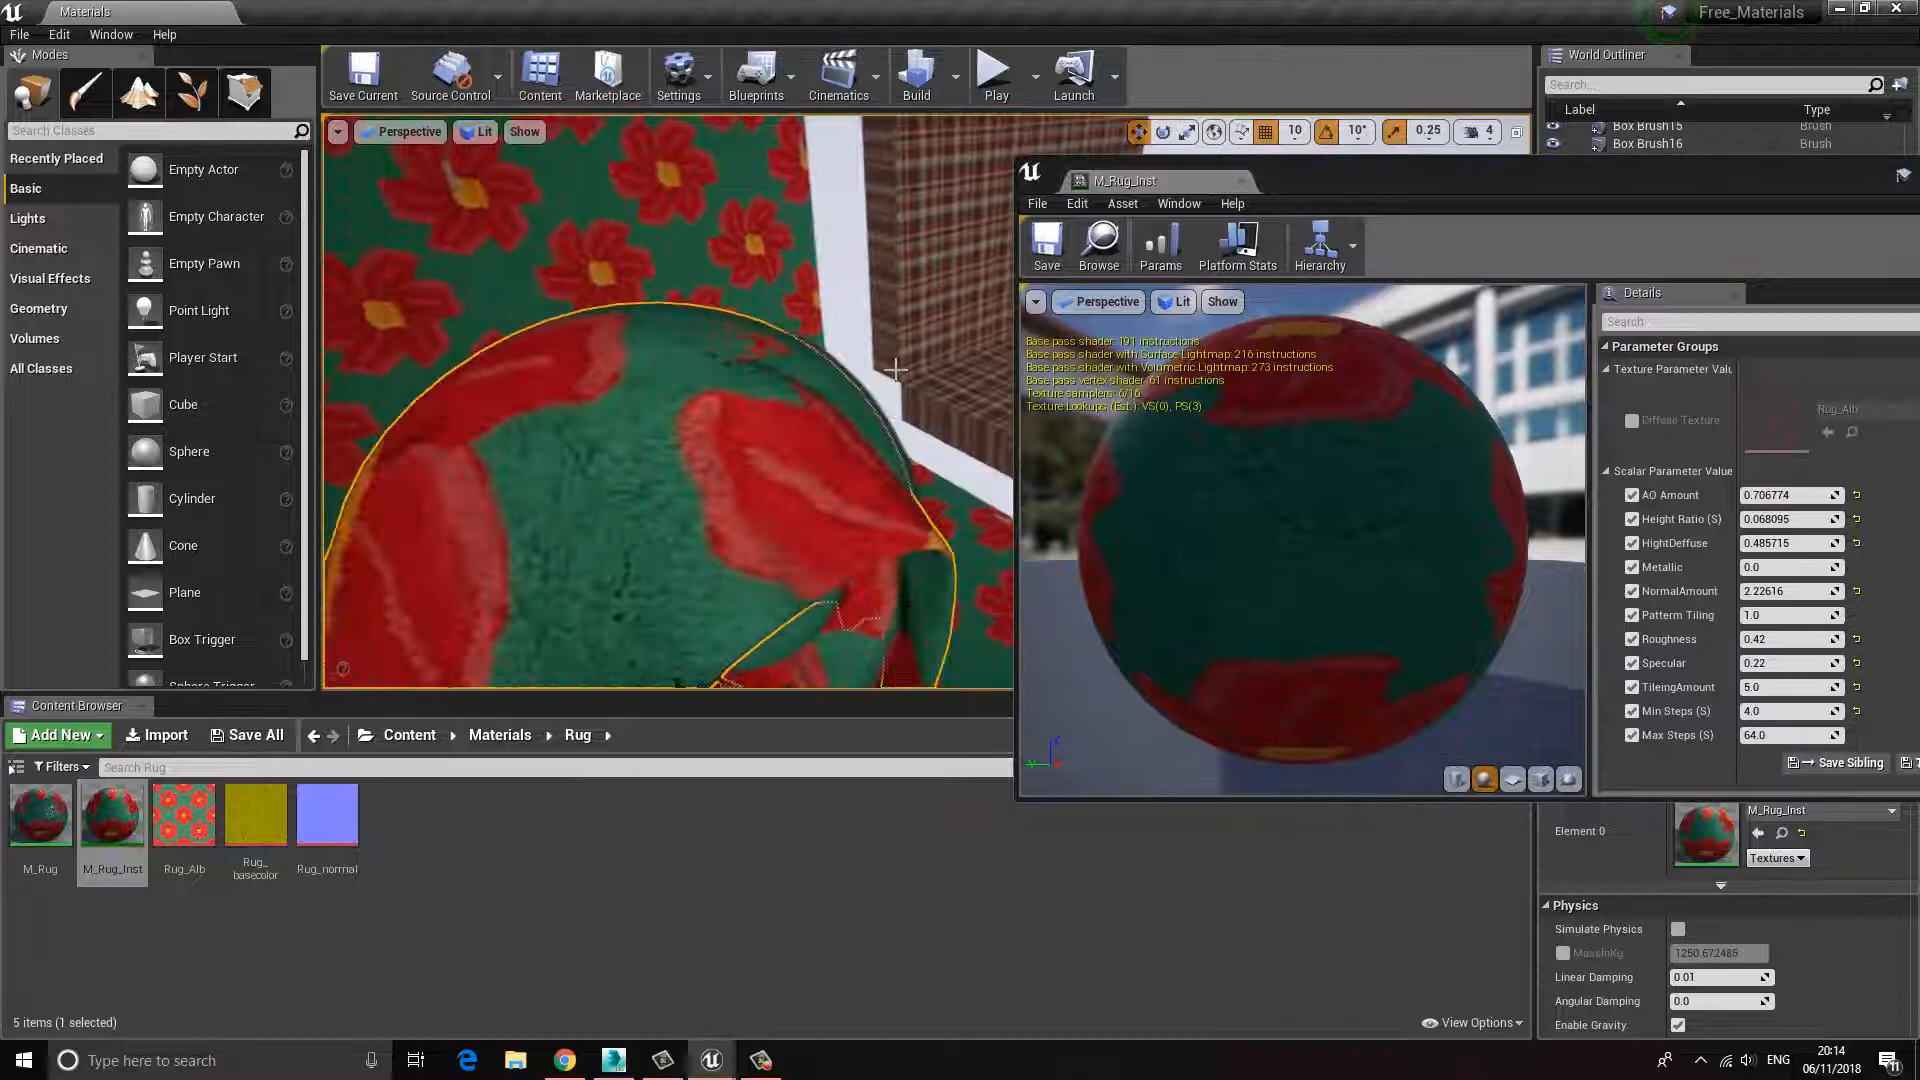 Materials
Free_Materials
File Edit Window Help
Modes
World Outliner
Save Current Source Control Content Marketplace Settings Blueprints Cinematics Build Play Launch
Search...
Label Type
Search Classes
Perspective Lit Show
10 10° 0.25 4
Box Brush15 Brush
Box Brush16 Brush
Recently Placed
Basic
Lights
Cinematic
Visual Effects
Geometry
Volumes
All Classes
Empty Actor
Empty Character
Empty Pawn
Point Light
Player Start
Cube
Sphere
Cylinder
Cone
Plane
Box Trigger
Sphere Trigger
M_Rug_Inst
File Edit Asset Window Help
Save Browse Params Platform Stats Hierarchy
Perspective Lit Show
Base pass shader: 191 instructions
Base pass shader with Surface Lightmap: 216 instructions
Base pass shader with Volumetric Lightmap: 273 instructions
Base pass vertex shader: 61 instructions
Texture samplers: 6/16
Texture Lookups (Est.): VS(0), PS(3)
Details
Search
Parameter Groups
Texture Parameter Valu
Diffuse Texture Rug_Alb
Scalar Parameter Value
AO Amount 0.706774
Height Ratio (S) 0.068095
HightDeffuse 0.485715
Metallic 0.0
NormalAmount 2.22616
Pattern Tiling 1.0
Roughness 0.42
Specular 0.22
TileingAmount 5.0
Min Steps (S) 4.0
Max Steps (S) 64.0
Save Sibling
Content Browser
Add New Import Save All Content Materials Rug
Filters Search Rug
M_Rug
M_Rug_Inst
Rug_Alb
Rug_
basecolor
Rug_normal
5 items (1 selected)
View Options
Element 0
M_Rug_Inst
Textures
Physics
Simulate Physics
MassInKg 1250.672485
Linear Damping 0.01
Angular Damping 0.0
Enable Gravity
Type here to search
ENG
20:14
06/11/2018
11